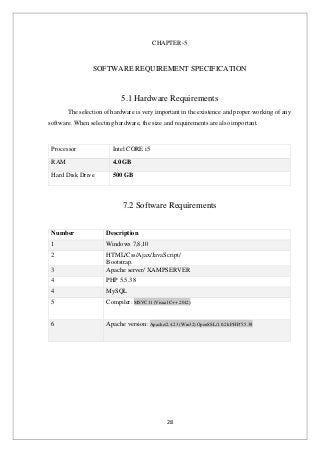 CHAPTER-5
SOFTWARE REQUIREMENT SPECIFICATION
5.1 Hardware Requirements
The selection of hardware is very important in the existence and proper working of any
software. When selecting hardware, the size and requirements are also important.
Processor Intel CORE i5
RAM 4.0 GB
Hard Disk Drive 500 GB
7.2 Software Requirements
Number Description
1 Windows 7,8,10
2 HTML/Css/Ajax/JavaScript/
Bootstrap.
3 Apache server/ XAMPSERVER
4 PHP 5.5.38
4 MySQL
5 Compiler: MSVC 11 (Visual C++ 2012)
6 Apache version: Apache/2.4.23 (Win32) OpenSSL/1.0.2h PHP/5.5.38
28